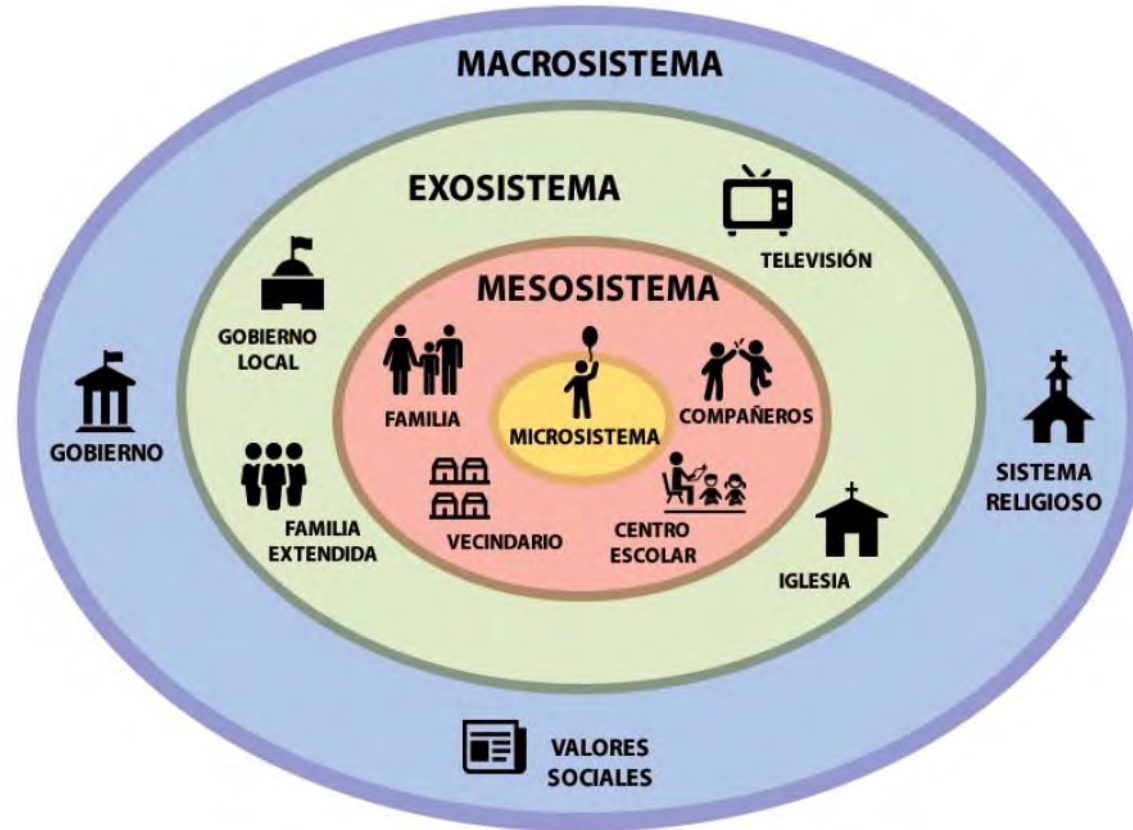 MACROSISTEMA
EXOSISTEMA
TELEVISIÓN
MESOSISTEMA
GOBIERNO
LOCAL
FAMILIA
COMPAÑEROS
MICROSISTEMA
GOBIERNO
SISTEMA
RELIGIOSO
FAMILIA
EXTENDIDA
VECINDARIO
CENTRO
ESCOLAR
IGLESIA
VALORES
SOCIALES